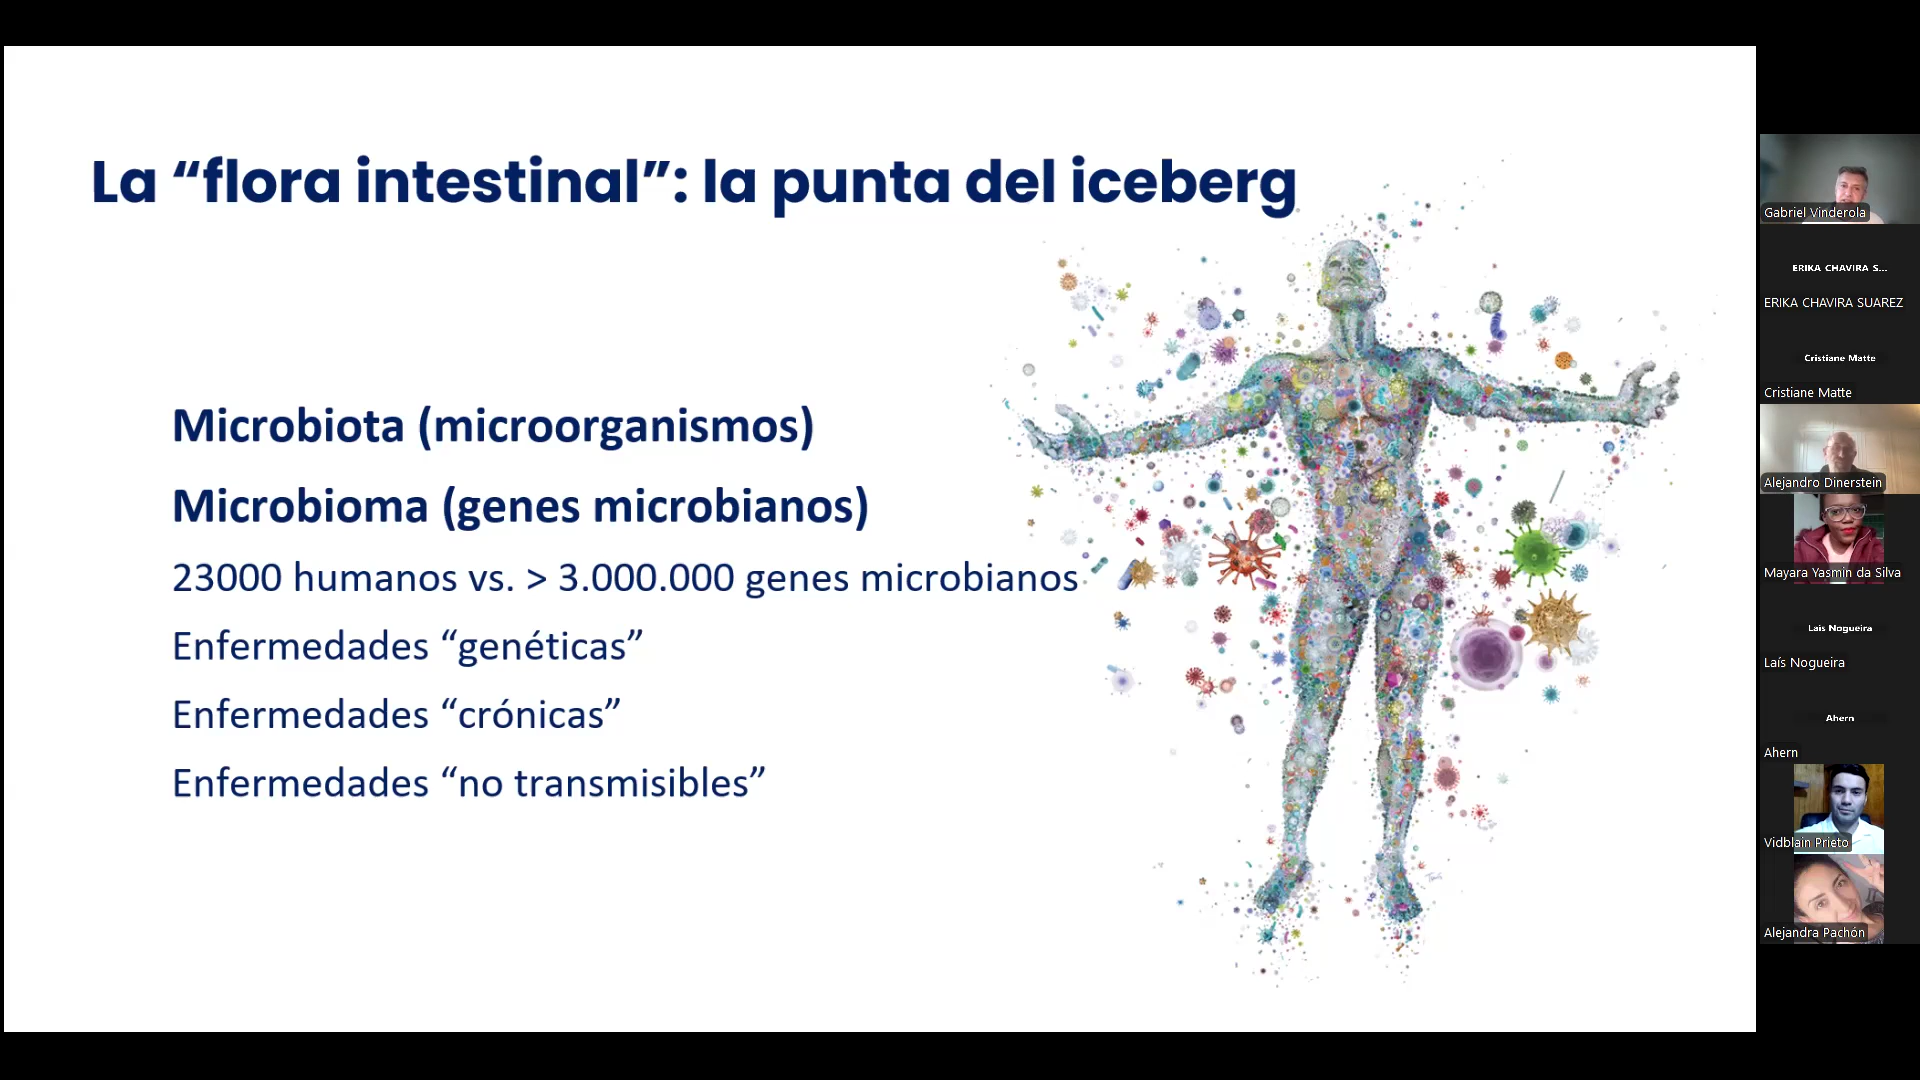 La “flora intestinal”: la punta del iceberg
Microbiota (microorganismos)
Microbioma (genes microbianos)
23000 humanos vs. > 3.000.000 genes microbianos
Enfermedades “genéticas”
Enfermedades “crónicas”
Enfermedades “no transmisibles”
Gabriel Vinderola
ERIKA CHAVIRA S...
ERIKA CHAVIRA SUAREZ
Cristiane Matte
Cristiane Matte
Alejandro Dinerstein
Mayara Yasmin da Silva
Laís Nogueira
Laís Nogueira
Ahern
Ahern
Vidblain Prieto
Alejandra Pachón